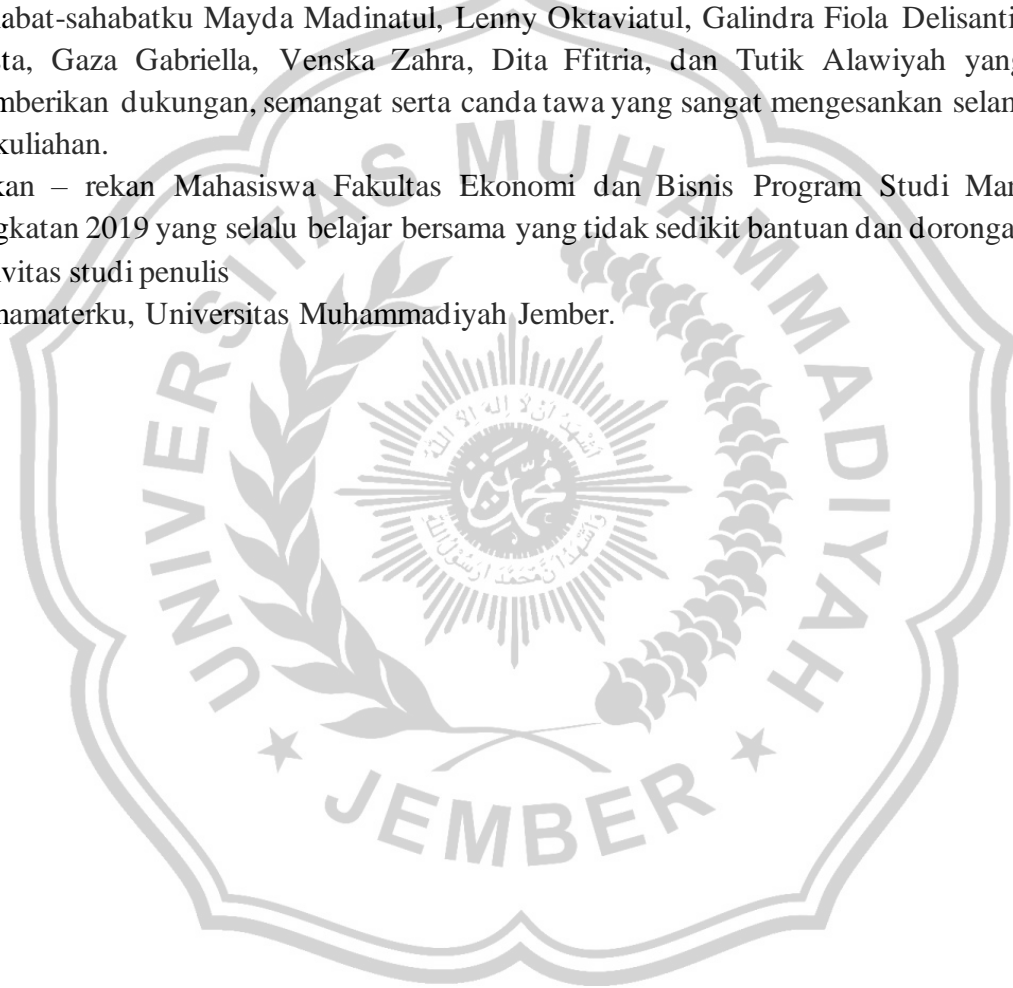 abat-sahabatku Mayda Madinatul, Lenny Oktaviatul, Galindra Fiola Delisanti
ta, Gaza Gabriella, Venska Zahra, Dita Ffitria, dan Tutik Alawiyah yang
mberikan dukungan, semangat serta canda tawa yang sangat mengesankan selam
kuliahan.
kan – rekan Mahasiswa Fakultas Ekonomi dan Bisnis Program Studi Man
gkatan 2019 yang selalu belajar bersama yang tidak sedikit bantuan dan doronga
ivitas studi penulis
mamaterku, Universitas Muhammadiyah Jember.
UNIVERSITAS MUHAMMADIYAH
JEMBER